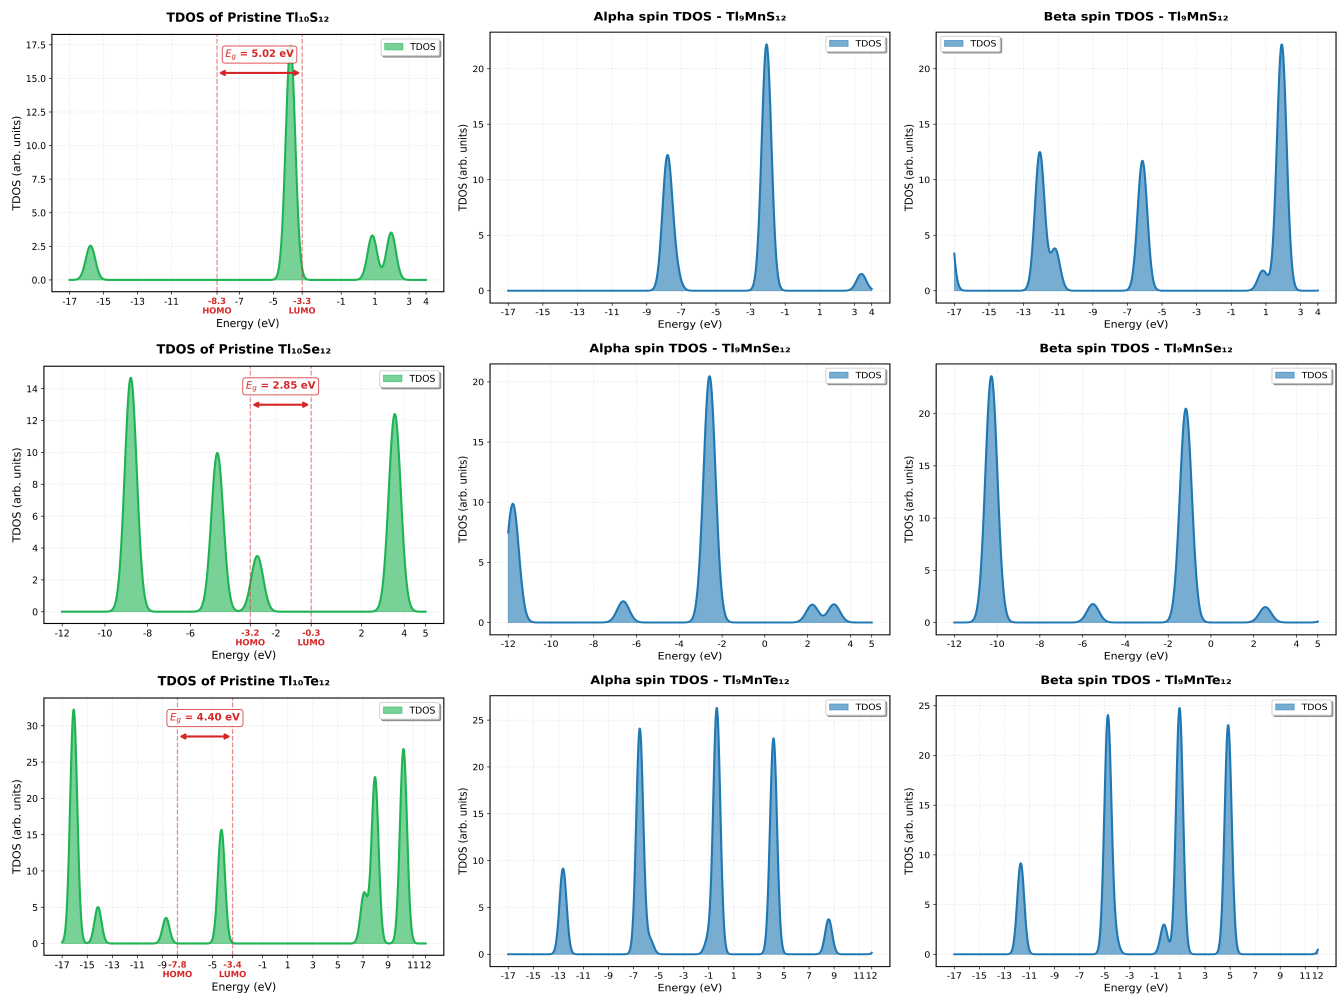 TDOS of Pristine Tl₁₀S₁₂
TDOS (arb. units)
17.5
15.0
12.5
10.0
7.5
5.0
2.5
0.0
E_g = 5.02 eV
TDOS
-17 -15 -13 -11 -8.3 -7 -5 -3.3 -1 1 3 4
HOMO LUMO
Energy (eV)
Alpha spin TDOS - Tl₉MnS₁₂
TDOS (arb. units)
20
15
10
5
0
TDOS
-17 -15 -13 -11 -9 -7 -5 -3 -1 1 3 4
Energy (eV)
Beta spin TDOS - Tl₉MnS₁₂
TDOS (arb. units)
20
15
10
5
0
TDOS
-17 -15 -13 -11 -9 -7 -5 -3 -1 1 3 4
Energy (eV)
TDOS of Pristine Tl₁₀Se₁₂
TDOS (arb. units)
14
12
10
8
6
4
2
0
E_g = 2.85 eV
TDOS
-12 -10 -8 -6 -3.2 -2 -0.3 2 4 5
HOMO LUMO
Energy (eV)
Alpha spin TDOS - Tl₉MnSe₁₂
TDOS (arb. units)
20
15
10
5
0
TDOS
-12 -10 -8 -6 -4 -2 0 2 4 5
Energy (eV)
Beta spin TDOS - Tl₉MnSe₁₂
TDOS (arb. units)
20
15
10
5
0
TDOS
-12 -10 -8 -6 -4 -2 0 2 4 5
Energy (eV)
TDOS of Pristine Tl₁₀Te₁₂
TDOS (arb. units)
30
25
20
15
10
5
0
E_g = 4.40 eV
TDOS
-17 -15 -13 -11 -9 -7.8 -5 -3.4 -1 1 3 5 7 9 11 12
HOMO LUMO
Energy (eV)
Alpha spin TDOS - Tl₉MnTe₁₂
TDOS (arb. units)
25
20
15
10
5
0
TDOS
-17 -15 -13 -11 -9 -7 -5 -3 -1 1 3 5 7 9 11 12
Energy (eV)
Beta spin TDOS - Tl₉MnTe₁₂
TDOS (arb. units)
25
20
15
10
5
0
TDOS
-17 -15 -13 -11 -9 -7 -5 -3 -1 1 3 5 7 9 11 12
Energy (eV)